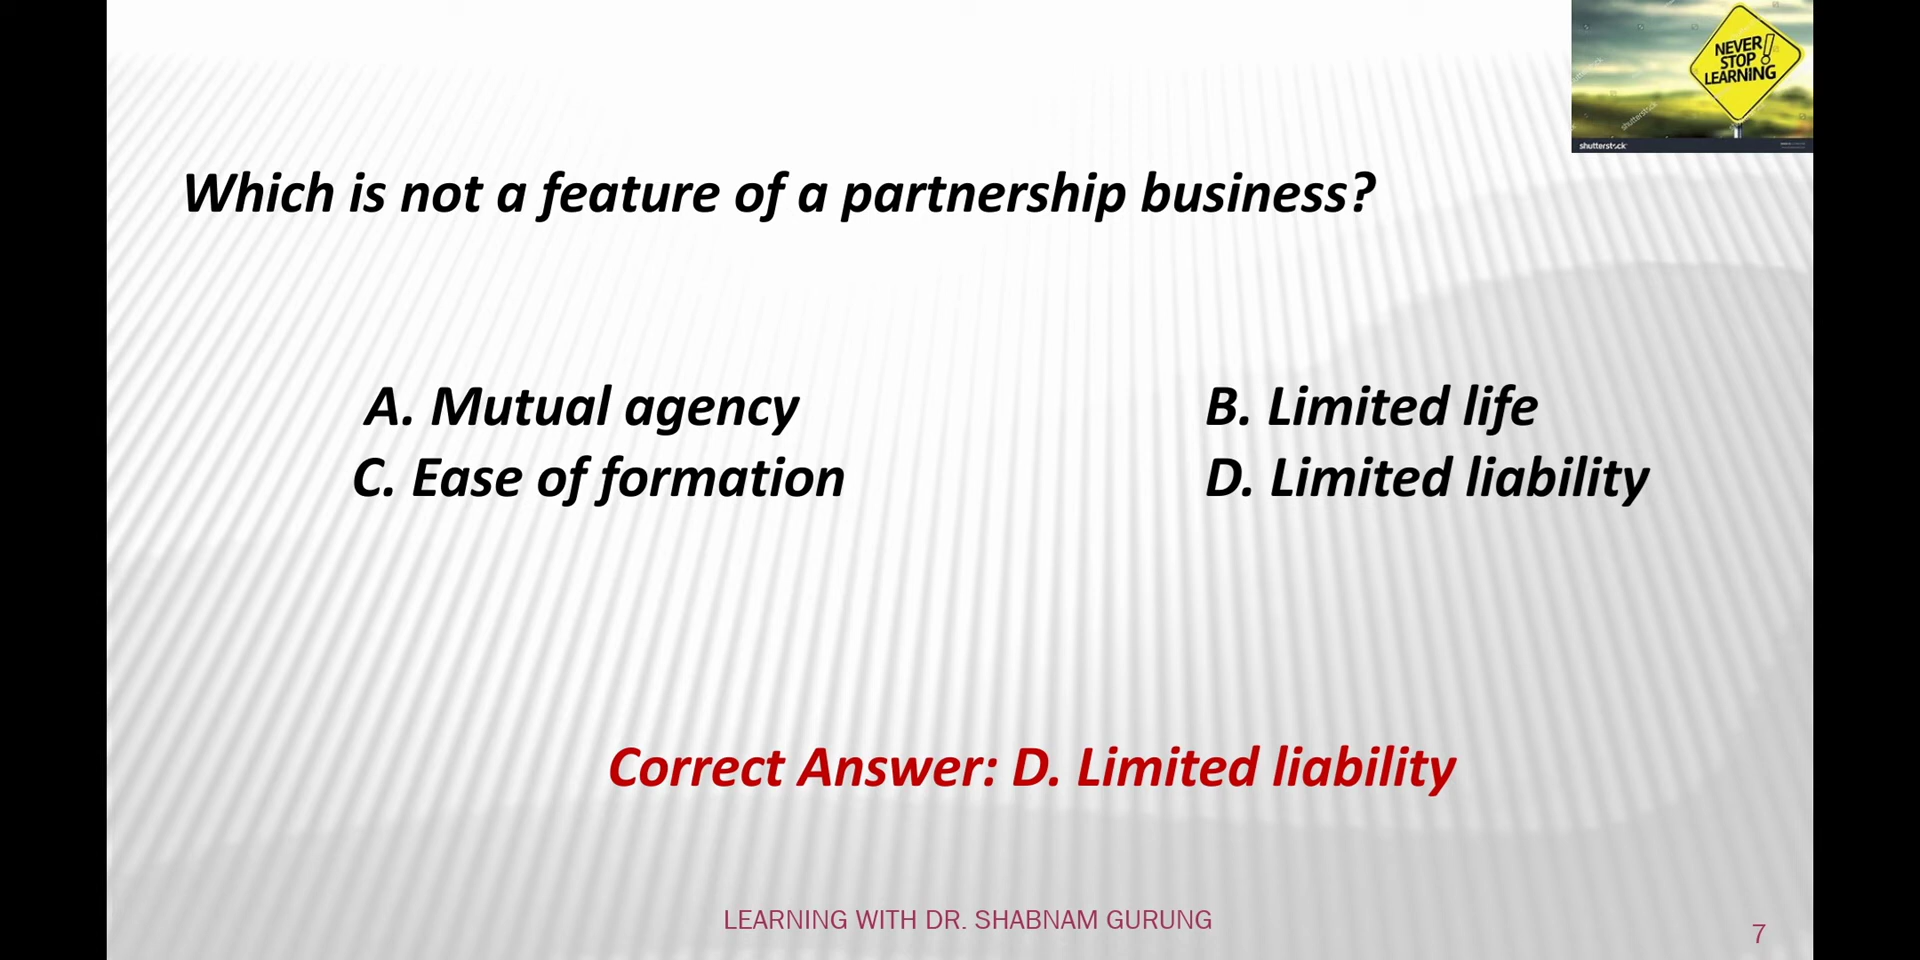 NEVER
STOP !
LEARNING
shutterstock
shutterstock
Which is not a feature of a partnership business?
A. Mutual agency B. Limited life
C. Ease of formation D. Limited liability
Correct Answer: D. Limited liability
LEARNING WITH DR. SHABNAM GURUNG
7